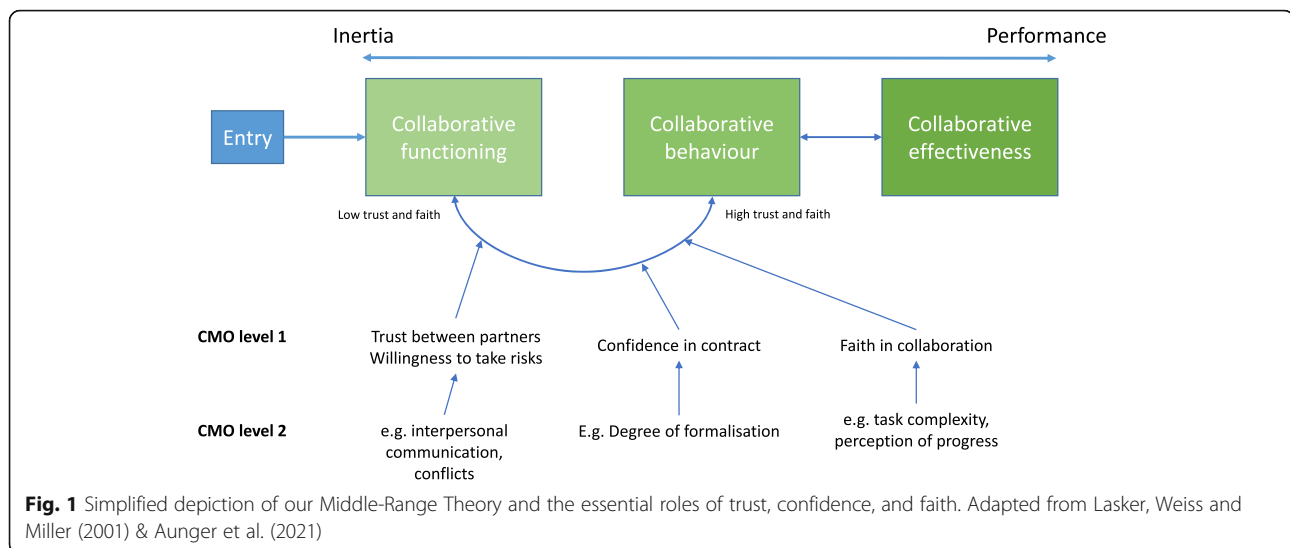 Inertia
Performance
Entry
Collaborative
functioning
Collaborative
behaviour
Collaborative
effectiveness
Low trust and faith
High trust and faith
CMO level 1
Trust between partners
Willingness to take risks
Confidence in contract
Faith in collaboration
CMO level 2
e.g. interpersonal
communication,
conflicts
E.g. Degree of formalisation
e.g. task complexity,
perception of progress
Fig. 1 Simplified depiction of our Middle-Range Theory and the essential roles of trust, confidence, and faith. Adapted from Lasker, Weiss and
Miller (2001) & Aunger et al. (2021)